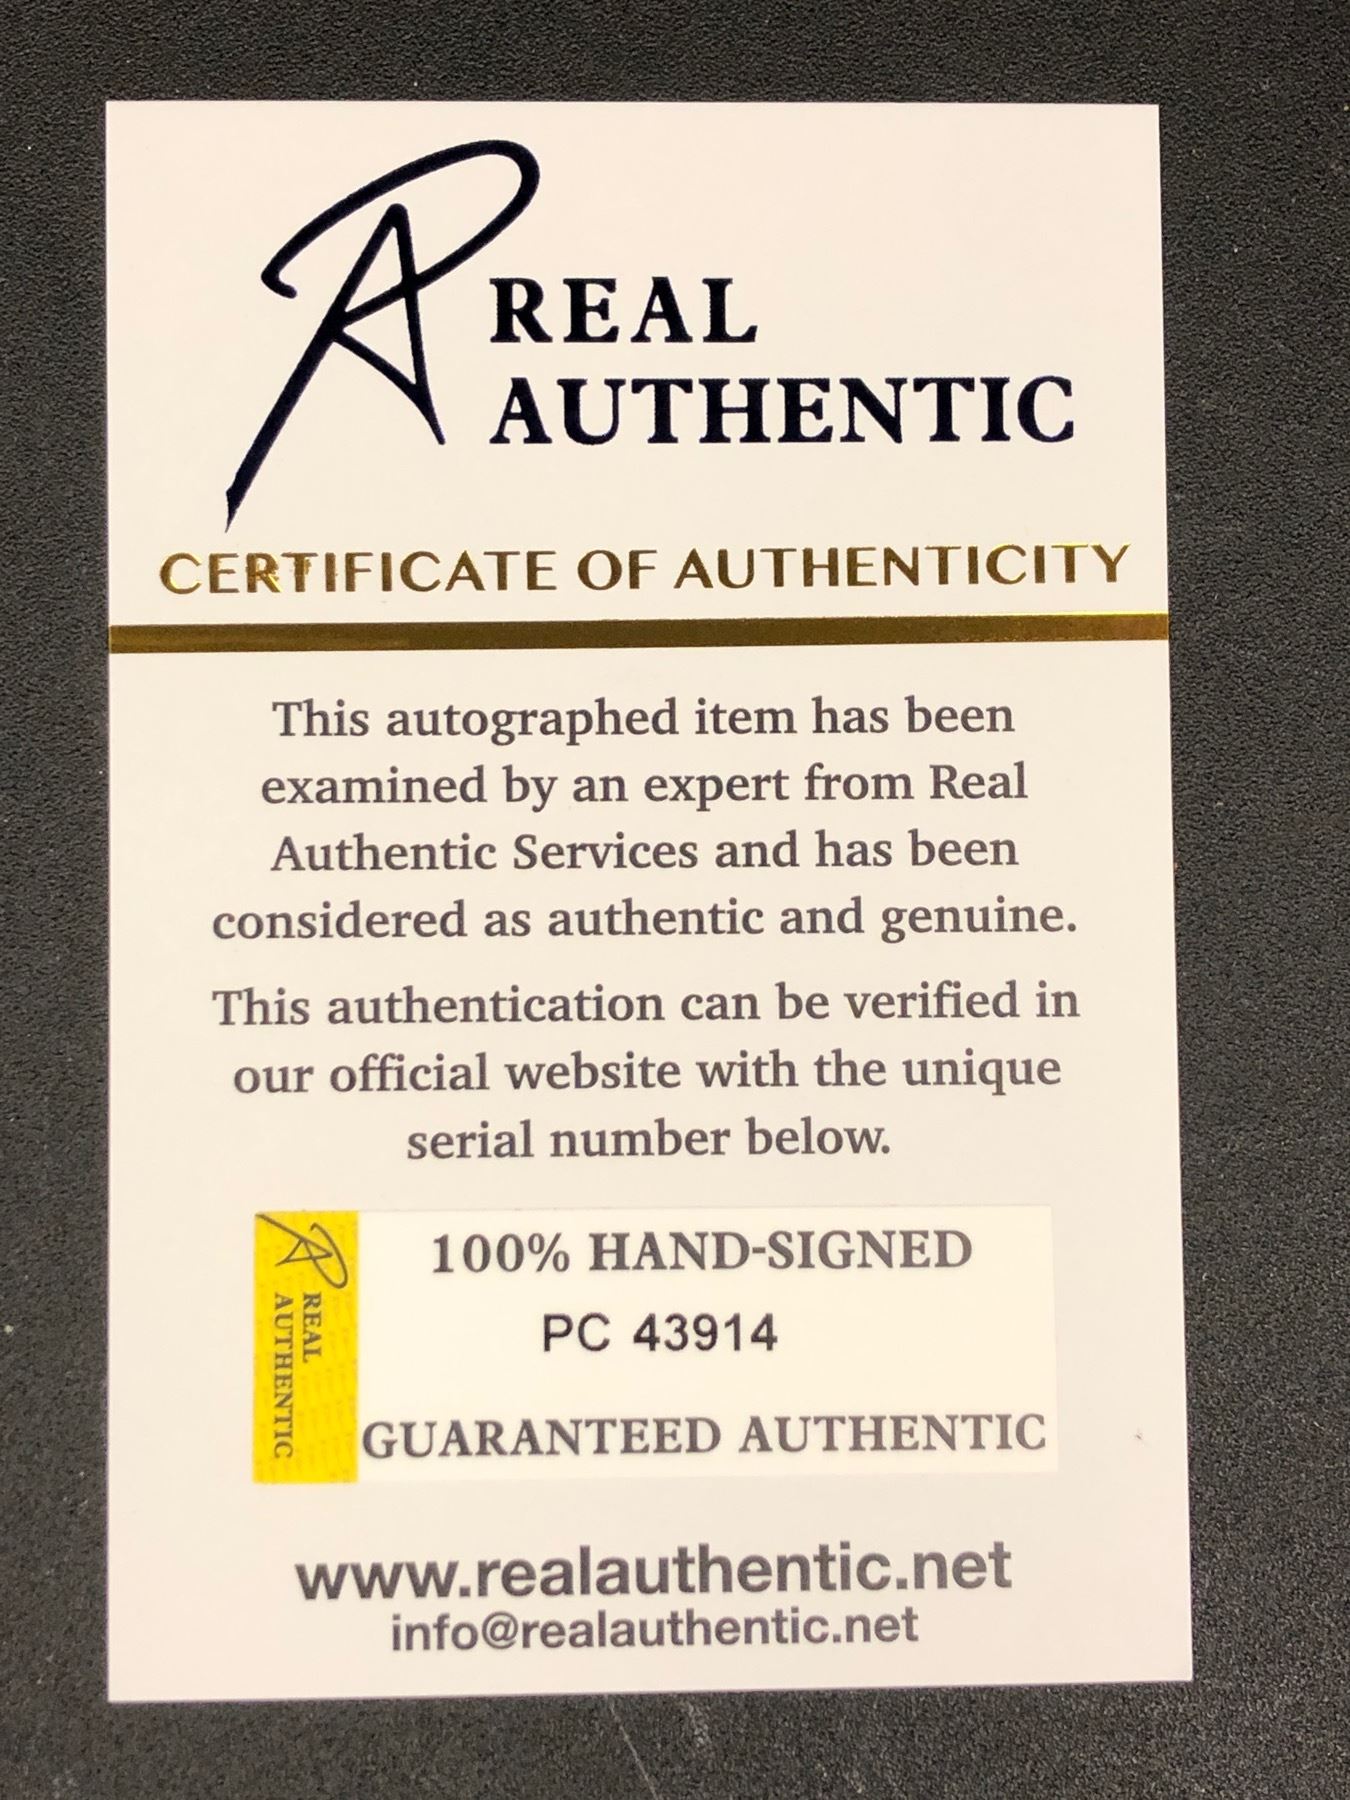 REAL
AUTHENTIC
CERTIFICATE OF AUTHENTICITY
This autographed item has been
examined by an expert from Real
Authentic Services and has been
considered as authentic and genuine.
This authentication can be verified in
our official website with the unique
serial number below.
REAL
AUTHENTIC
100% HAND-SIGNED
PC 43914
GUARANTEED AUTHENTIC
www.realauthentic.net
info@realauthentic.net